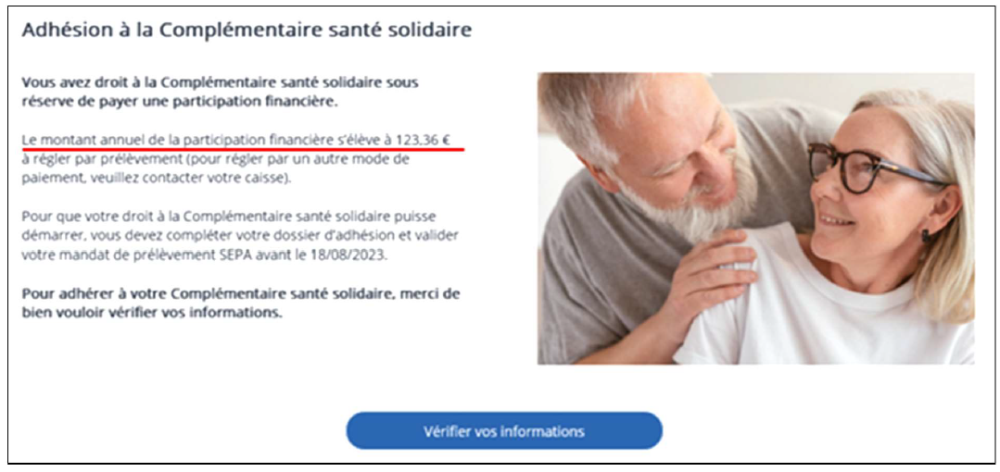 Adhésion à la Complémentaire santé solidaire
Vous avez droit à la Complémentaire santé solidaire sous
réserve de payer une participation financière.
Le montant annuel de la participation financière s'élève à 123,36 €
à régler par prélèvement (pour régler par un autre mode de
paiement, veuillez contacter votre caisse).
Pour que votre droit à la Complémentaire santé solidaire puisse
démarrer, vous devez compléter votre dossier d'adhésion et valider
votre mandat de prélèvement SEPA avant le 18/08/2023.
Pour adhérer à votre Complémentaire santé solidaire, merci de
bien vouloir vérifier vos informations.
Vérifier vos informations